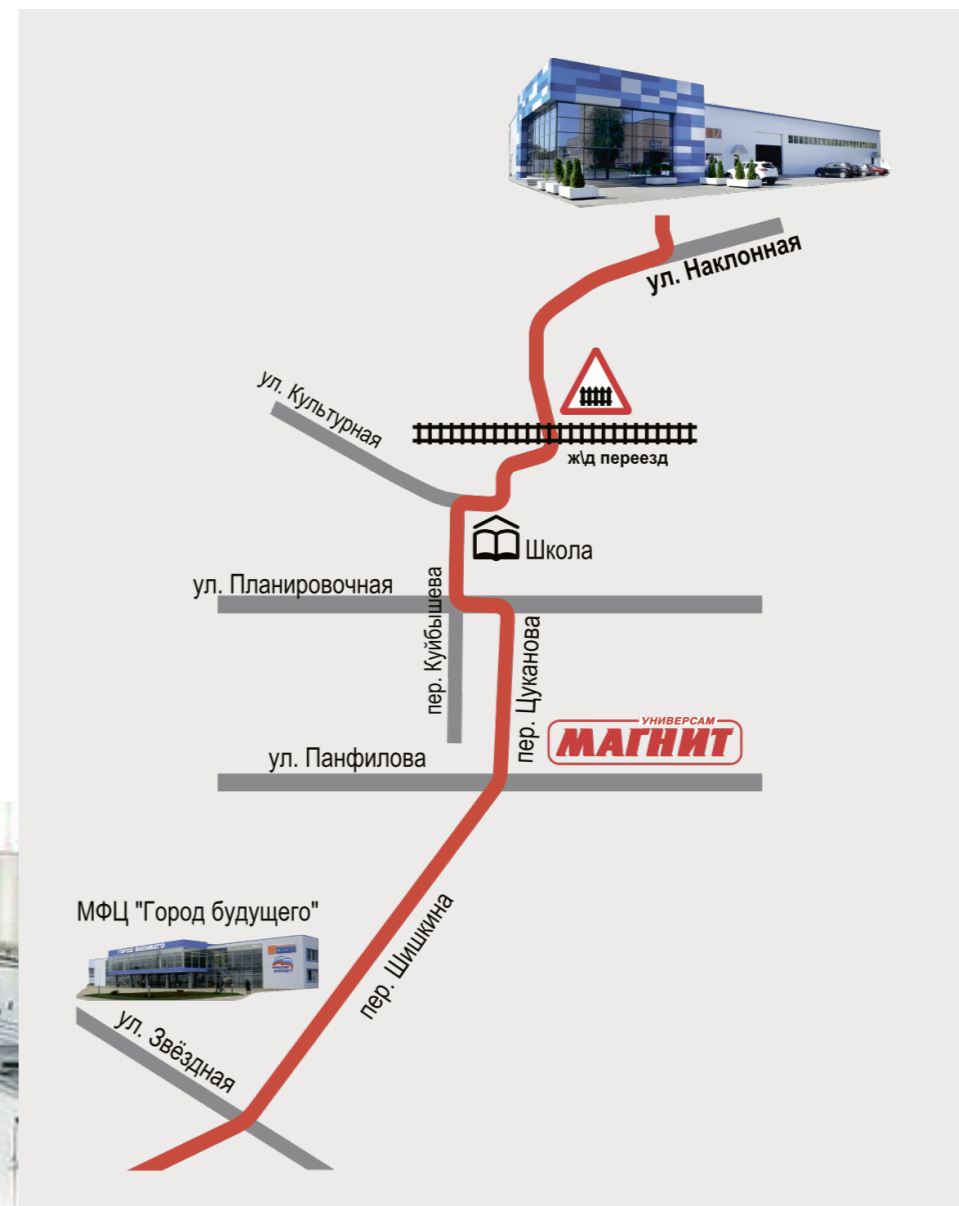 ул. Наклонная
ул. Культурная
ж\д переезд
Школа
ул. Планировочная
пер. Куйбышева
пер. Цуканова
УНИВЕРСАМ
МАГНИТ
ул. Панфилова
МФЦ "Город будущего"
пер. Шишкина
ул. Звёздная